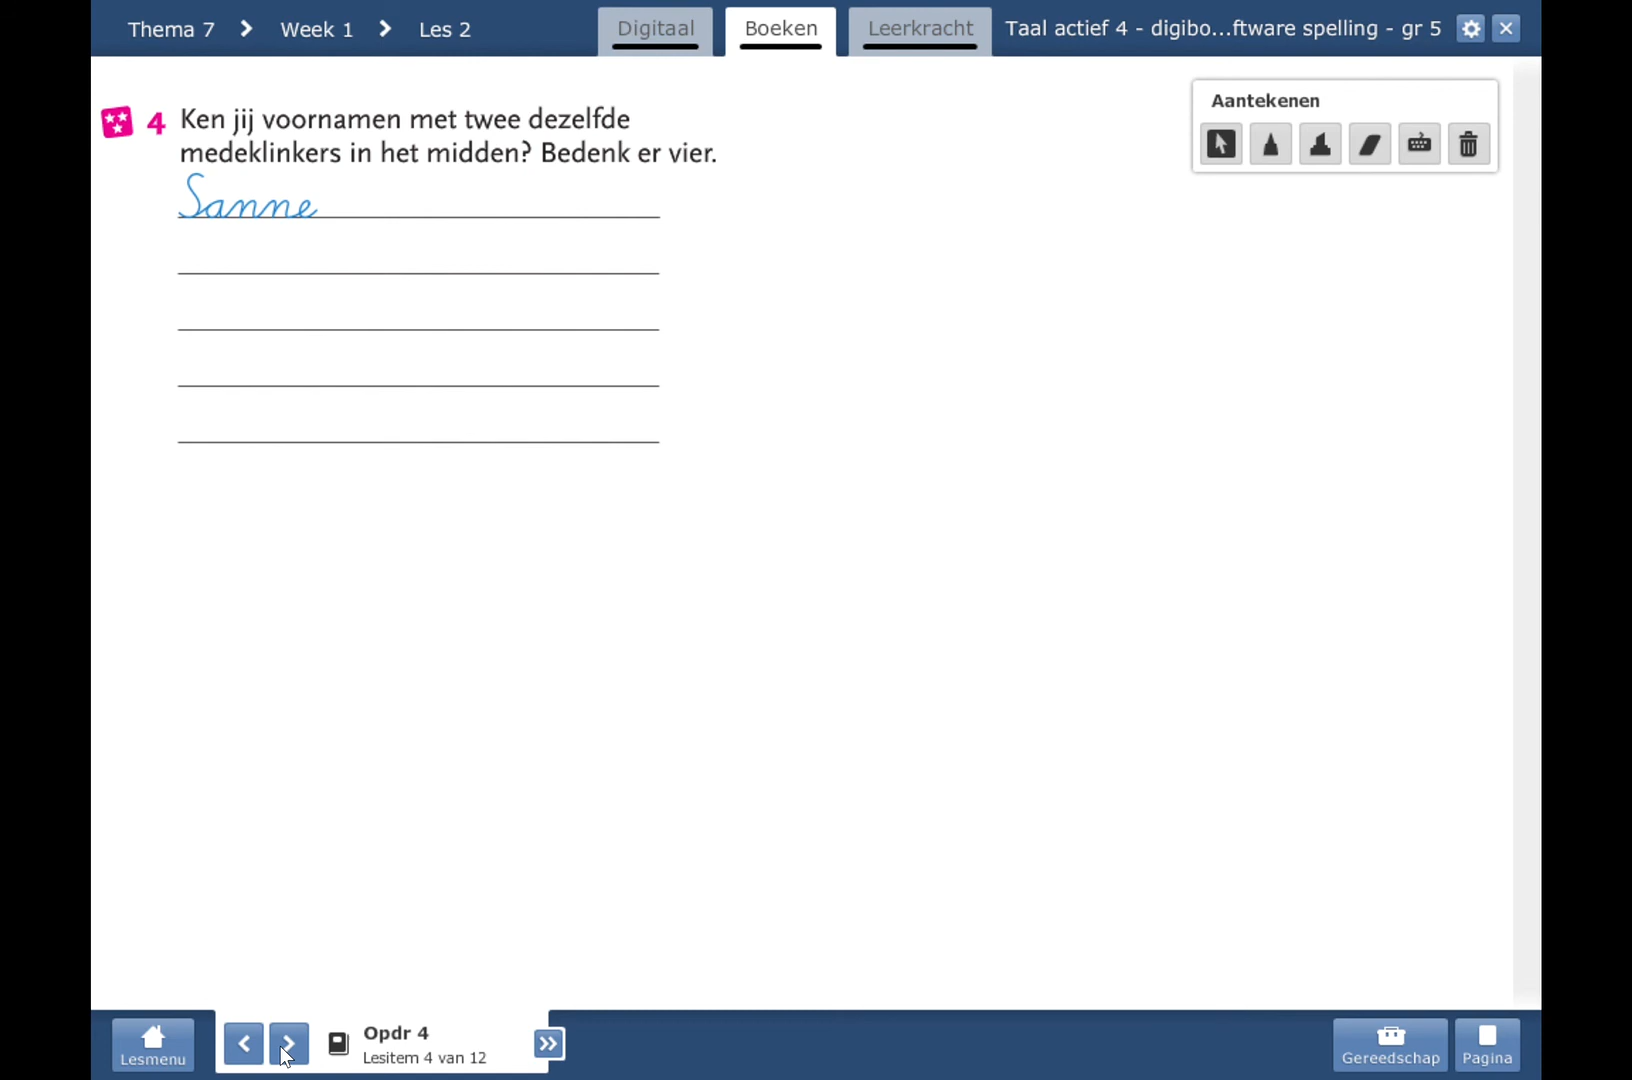 Thema 7 > Week 1 > Les 2 Digitaal Boeken Leerkracht Taal actief 4 - digibo...ftware spelling - gr 5
Aantekenen
4 Ken jij voornamen met twee dezelfde
medeklinkers in het midden? Bedenk er vier.
Sanne
Lesmenu
Opdr 4
Lesitem 4 van 12
Gereedschap
Pagina